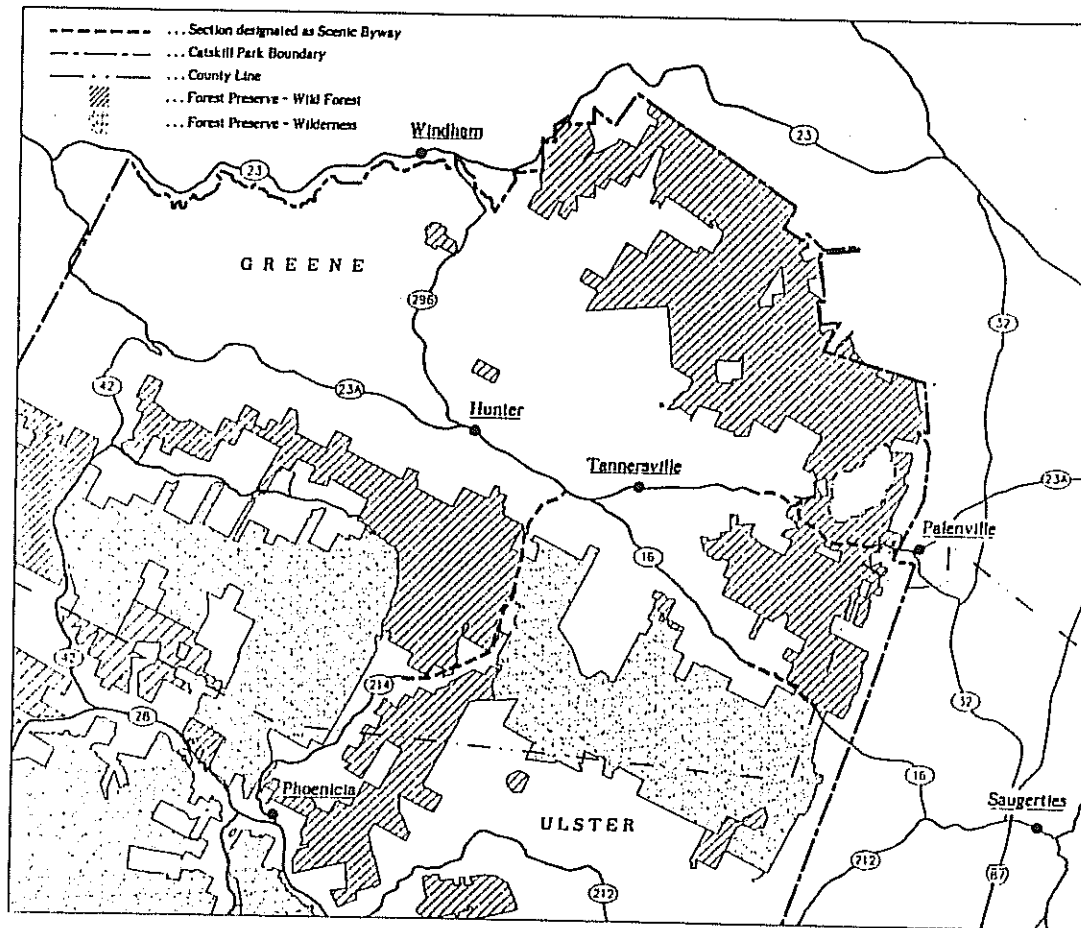 ... Section designated as Scenic Byway
... Catskill Park Boundary
... County Line
... Forest Preserve - Wild Forest
... Forest Preserve - Wilderness
Windham
23
23
GREENE
296
32
42
23A
Hunter
Tannersville
23A
Palenville
16
42
214
28
32
Phoenicia
16
Saugerties
ULSTER
212
212
87